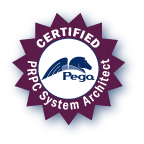 CERTIFIED
PEGA
PRPC System Architect